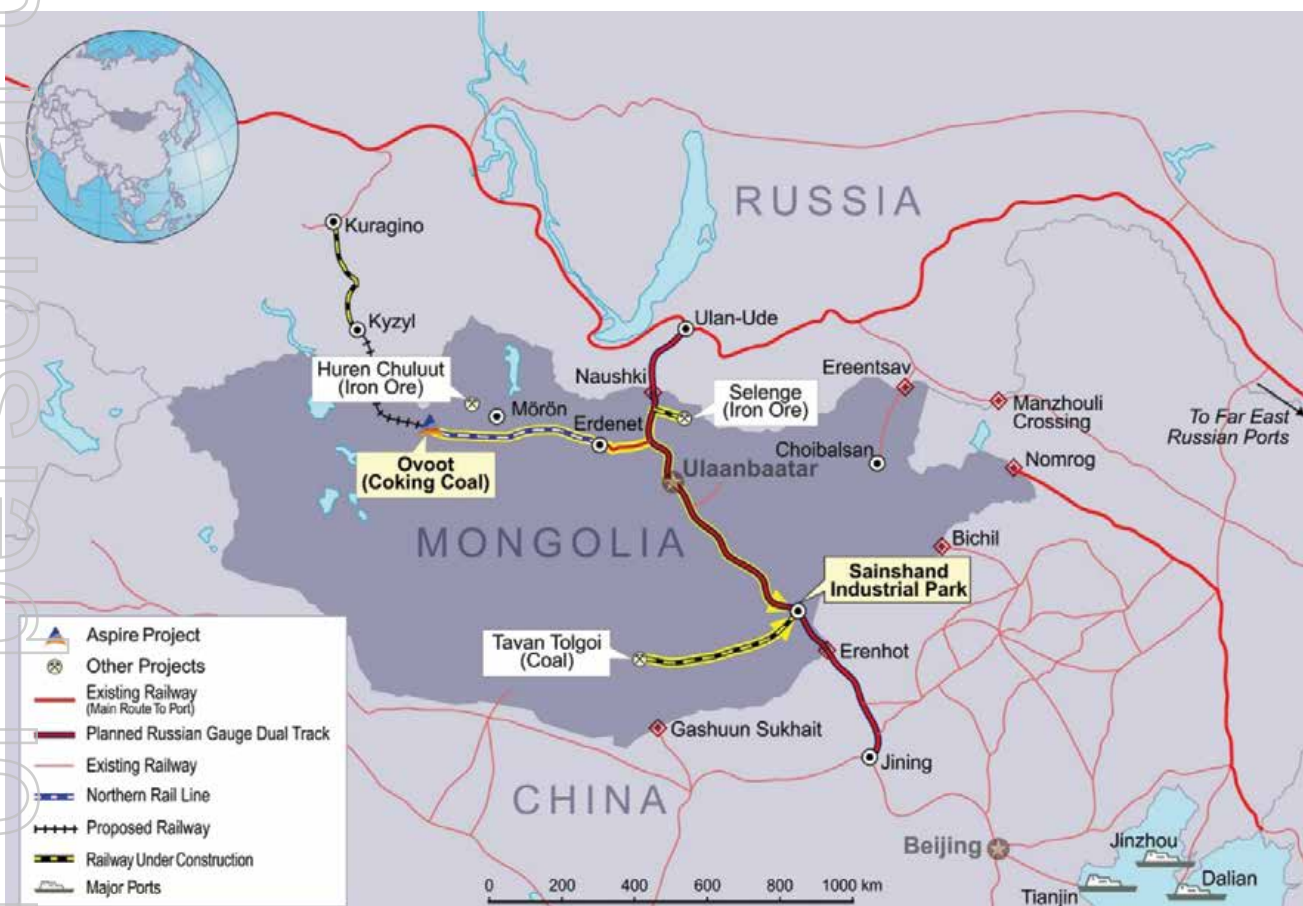 RUSSIA
Kuragino
Kyzyl
Ulan-Ude
Huren Chuluut
(Iron Ore)
Naushki
Ereentsav
Selenge
(Iron Ore)
Mörön
Manzhouli
Crossing
To Far East
Russian Ports
Erdenet
Choibalsan
Nomrog
Ovoot
(Coking Coal)
Ulaanbaatar
MONGOLIA
Bichil
Sainshand
Industrial Park
Tavan Tolgoi
(Coal)
Erenhot
Gashuun Sukhait
Jining
CHINA
Beijing
Jinzhou
Dalian
Tianjin
Aspire Project
Other Projects
Existing Railway
(Main Route To Port)
Planned Russian Gauge Dual Track
Existing Railway
Northern Rail Line
Proposed Railway
Railway Under Construction
Major Ports
0 200 400 600 800 1000 km